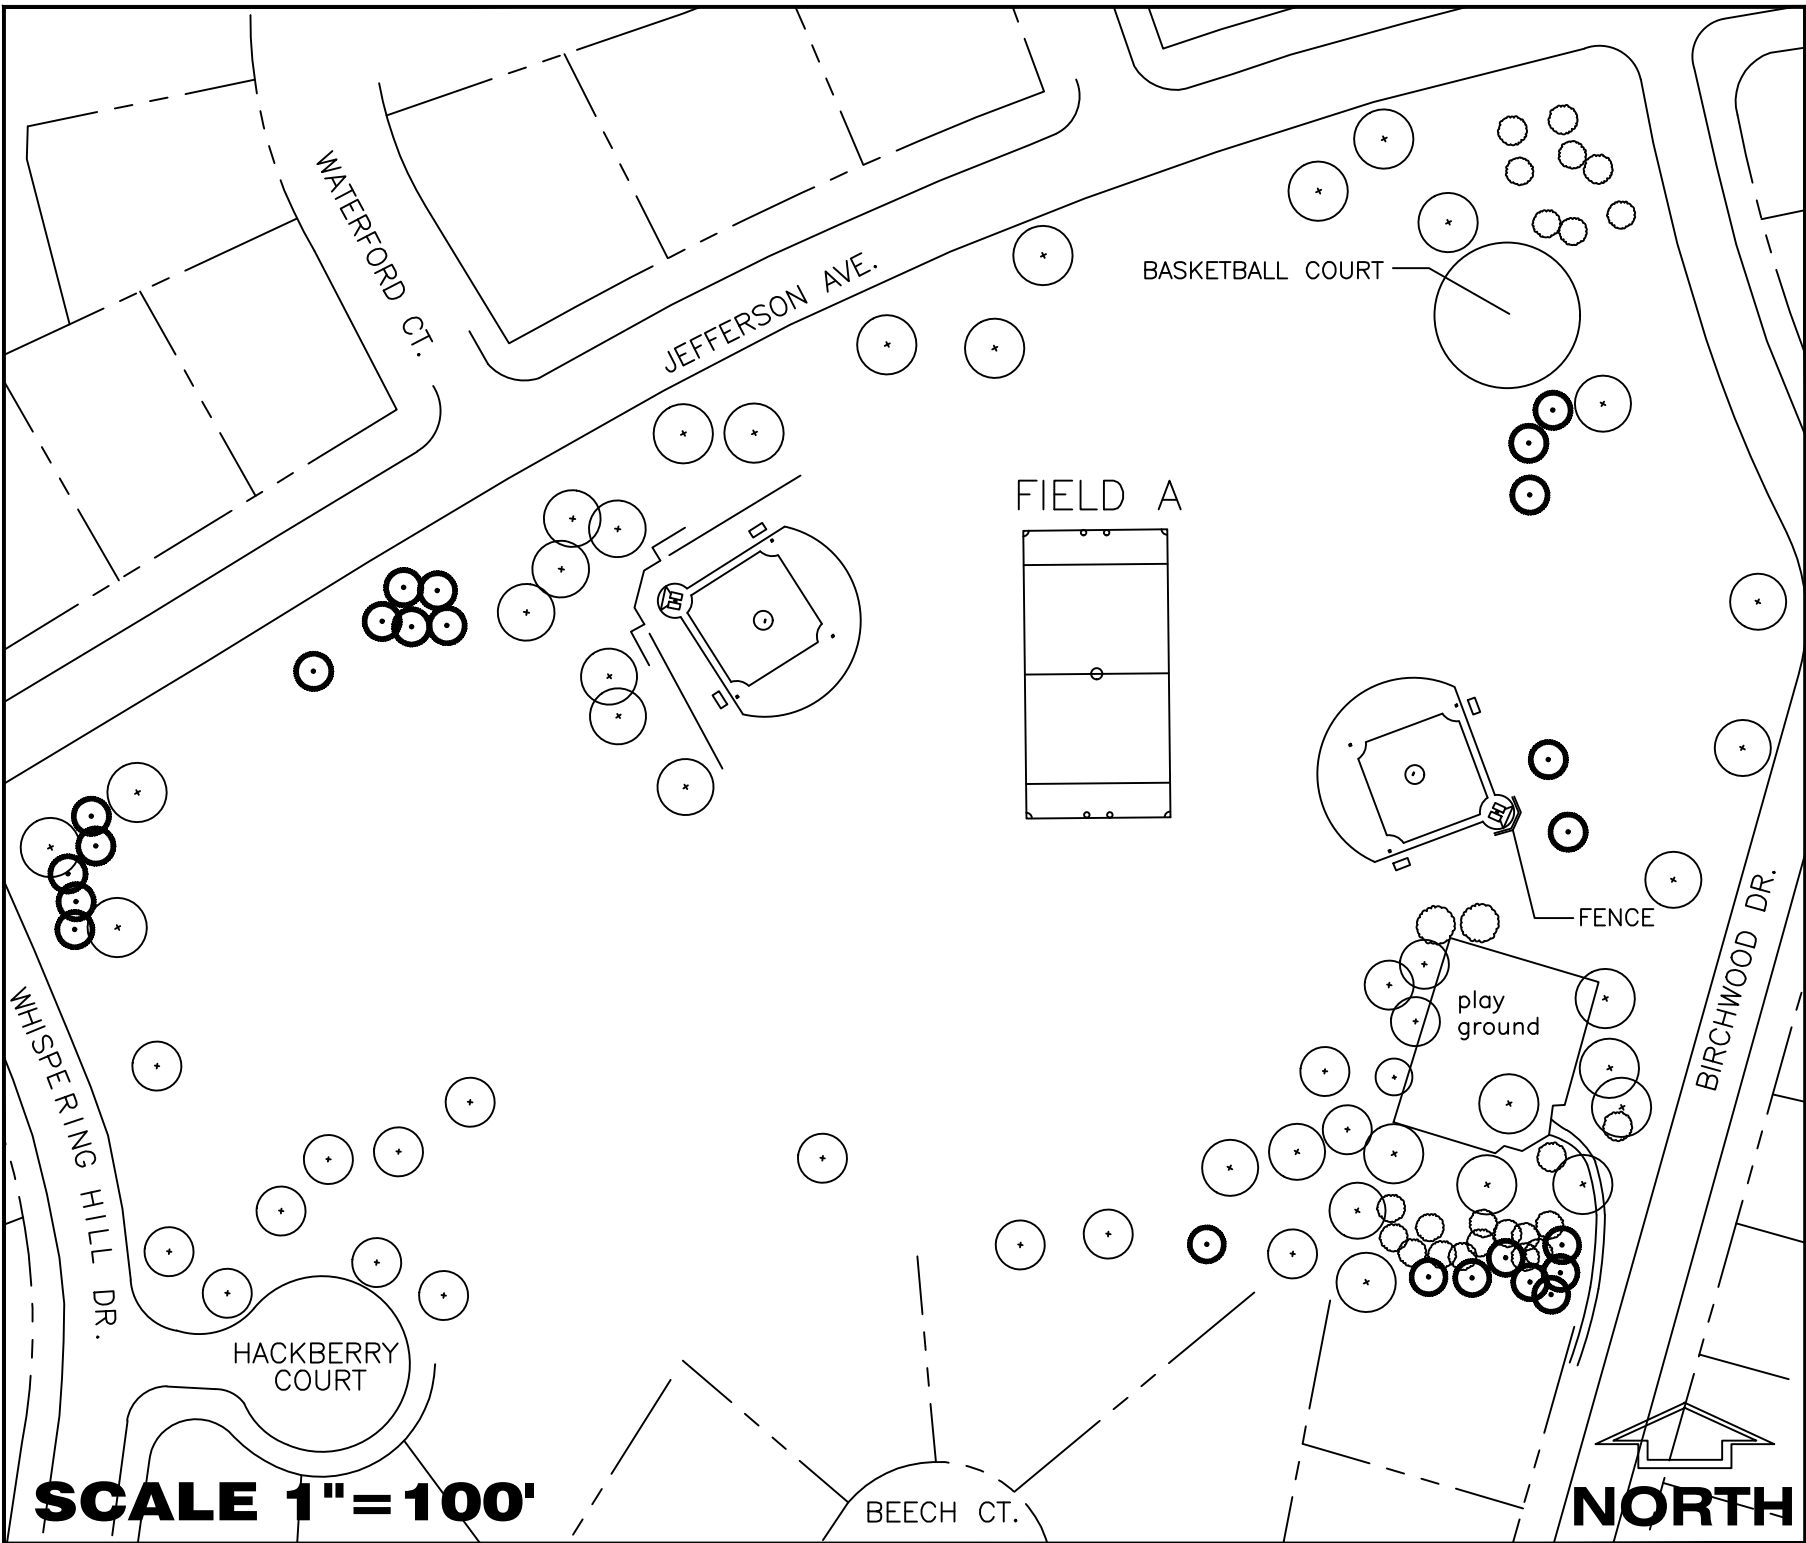 WATERFORD CT.
JEFFERSON AVE.
BASKETBALL COURT
FIELD A
FENCE
play
ground
BIRCHWOOD DR.
WHISPERING HILL DR.
HACKBERRY
COURT
BEECH CT.
SCALE 1"=100'
NORTH